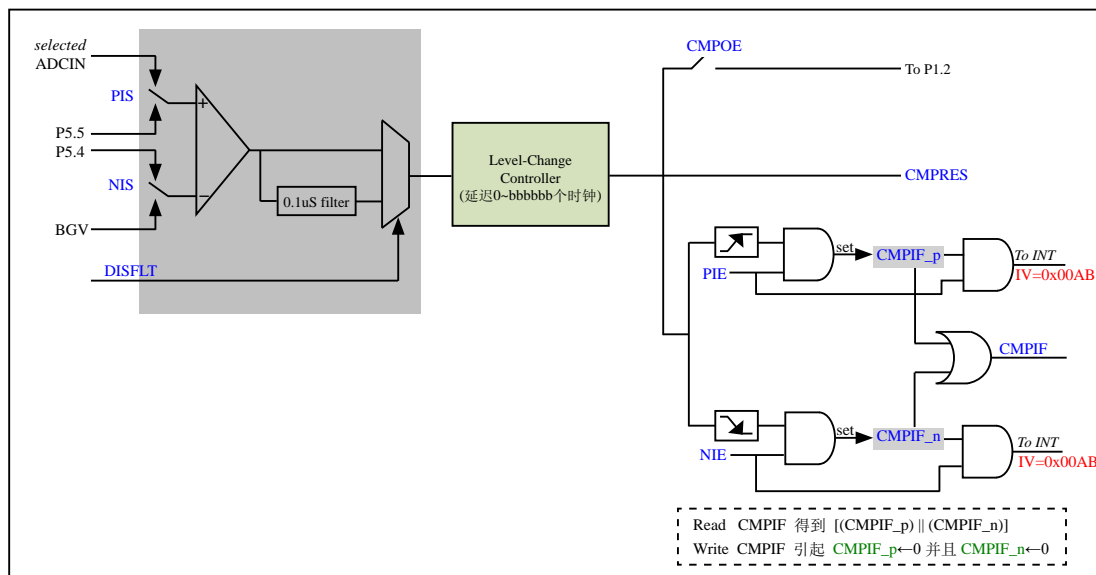 selected
ADCIN
PIS
P5.5
P5.4
NIS
BGV
DISFLT
+
−
0.1uS filter
Level-Change
Controller
(延迟0~bbbbbb个时钟)
CMPOE
To P1.2
CMPRES
PIE
set
CMPIF_p
To INT
IV=0x00AB
CMPIF
NIE
set
CMPIF_n
To INT
IV=0x00AB
Read CMPIF 得到 [(CMPIF_p) || (CMPIF_n)]
Write CMPIF 引起 CMPIF_p←0 并且 CMPIF_n←0